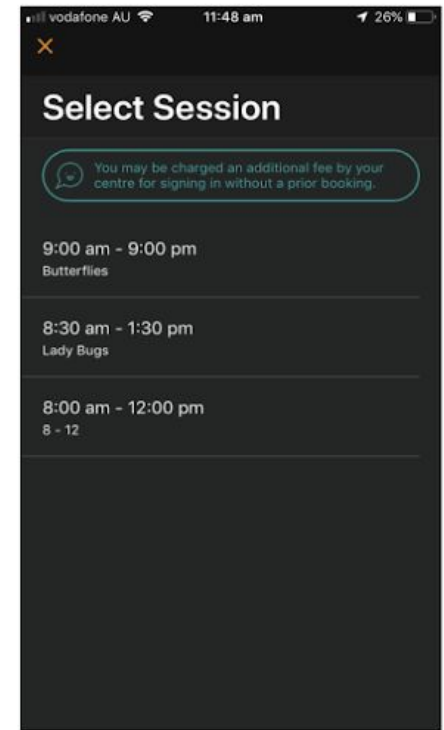 vodafone AU 11:48 am 26%
Select Session
You may be charged an additional fee by your
centre for signing in without a prior booking.
9:00 am - 9:00 pm
Butterflies
8:30 am - 1:30 pm
Lady Bugs
8:00 am - 12:00 pm
8 - 12